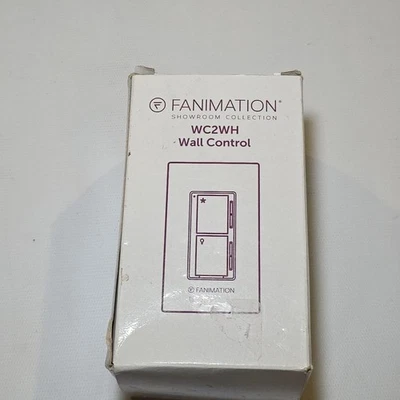 FANIMATION®
SHOWROOM COLLECTION
WC2WH
Wall Control
FANIMATION